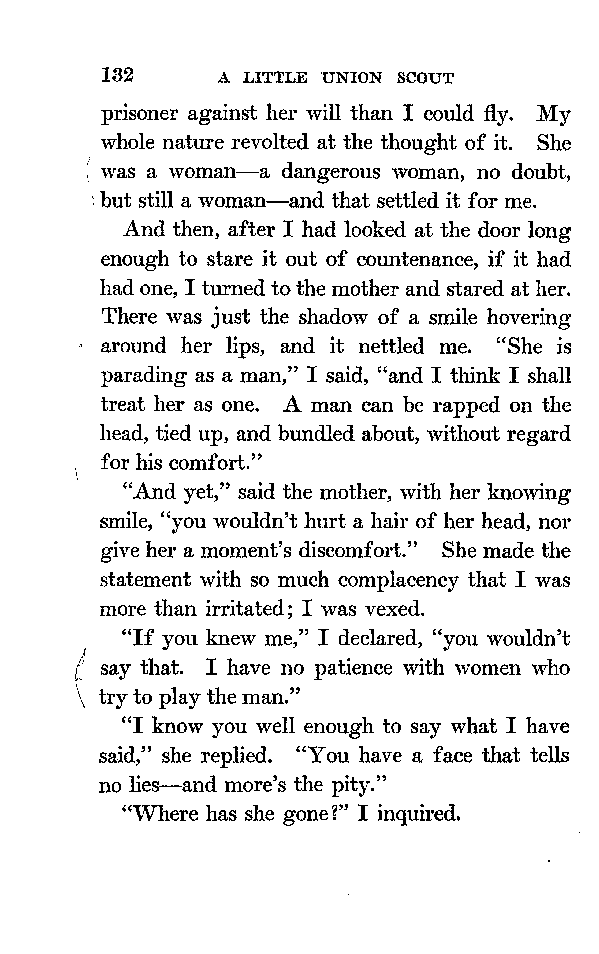 132 A LITTLE UNION SCOUT
prisoner against her will than I could fly. My
whole nature revolted at the thought of it. She
was a woman—a dangerous woman, no doubt,
but still a woman—and that settled it for me.
And then, after I had looked at the door long
enough to stare it out of countenance, if it had
had one, I turned to the mother and stared at her.
There was just the shadow of a smile hovering
around her lips, and it nettled me. "She is
parading as a man," I said, "and I think I shall
treat her as one. A man can be rapped on the
head, tied up, and bundled about, without regard
for his comfort."
"And yet," said the mother, with her knowing
smile, "you wouldn't hurt a hair of her head, nor
give her a moment's discomfort." She made the
statement with so much complacency that I was
more than irritated; I was vexed.
"If you knew me," I declared, "you wouldn't
say that. I have no patience with women who
try to play the man."
"I know you well enough to say what I have
said," she replied. "You have a face that tells
no lies—and more's the pity."
"Where has she gone?" I inquired.